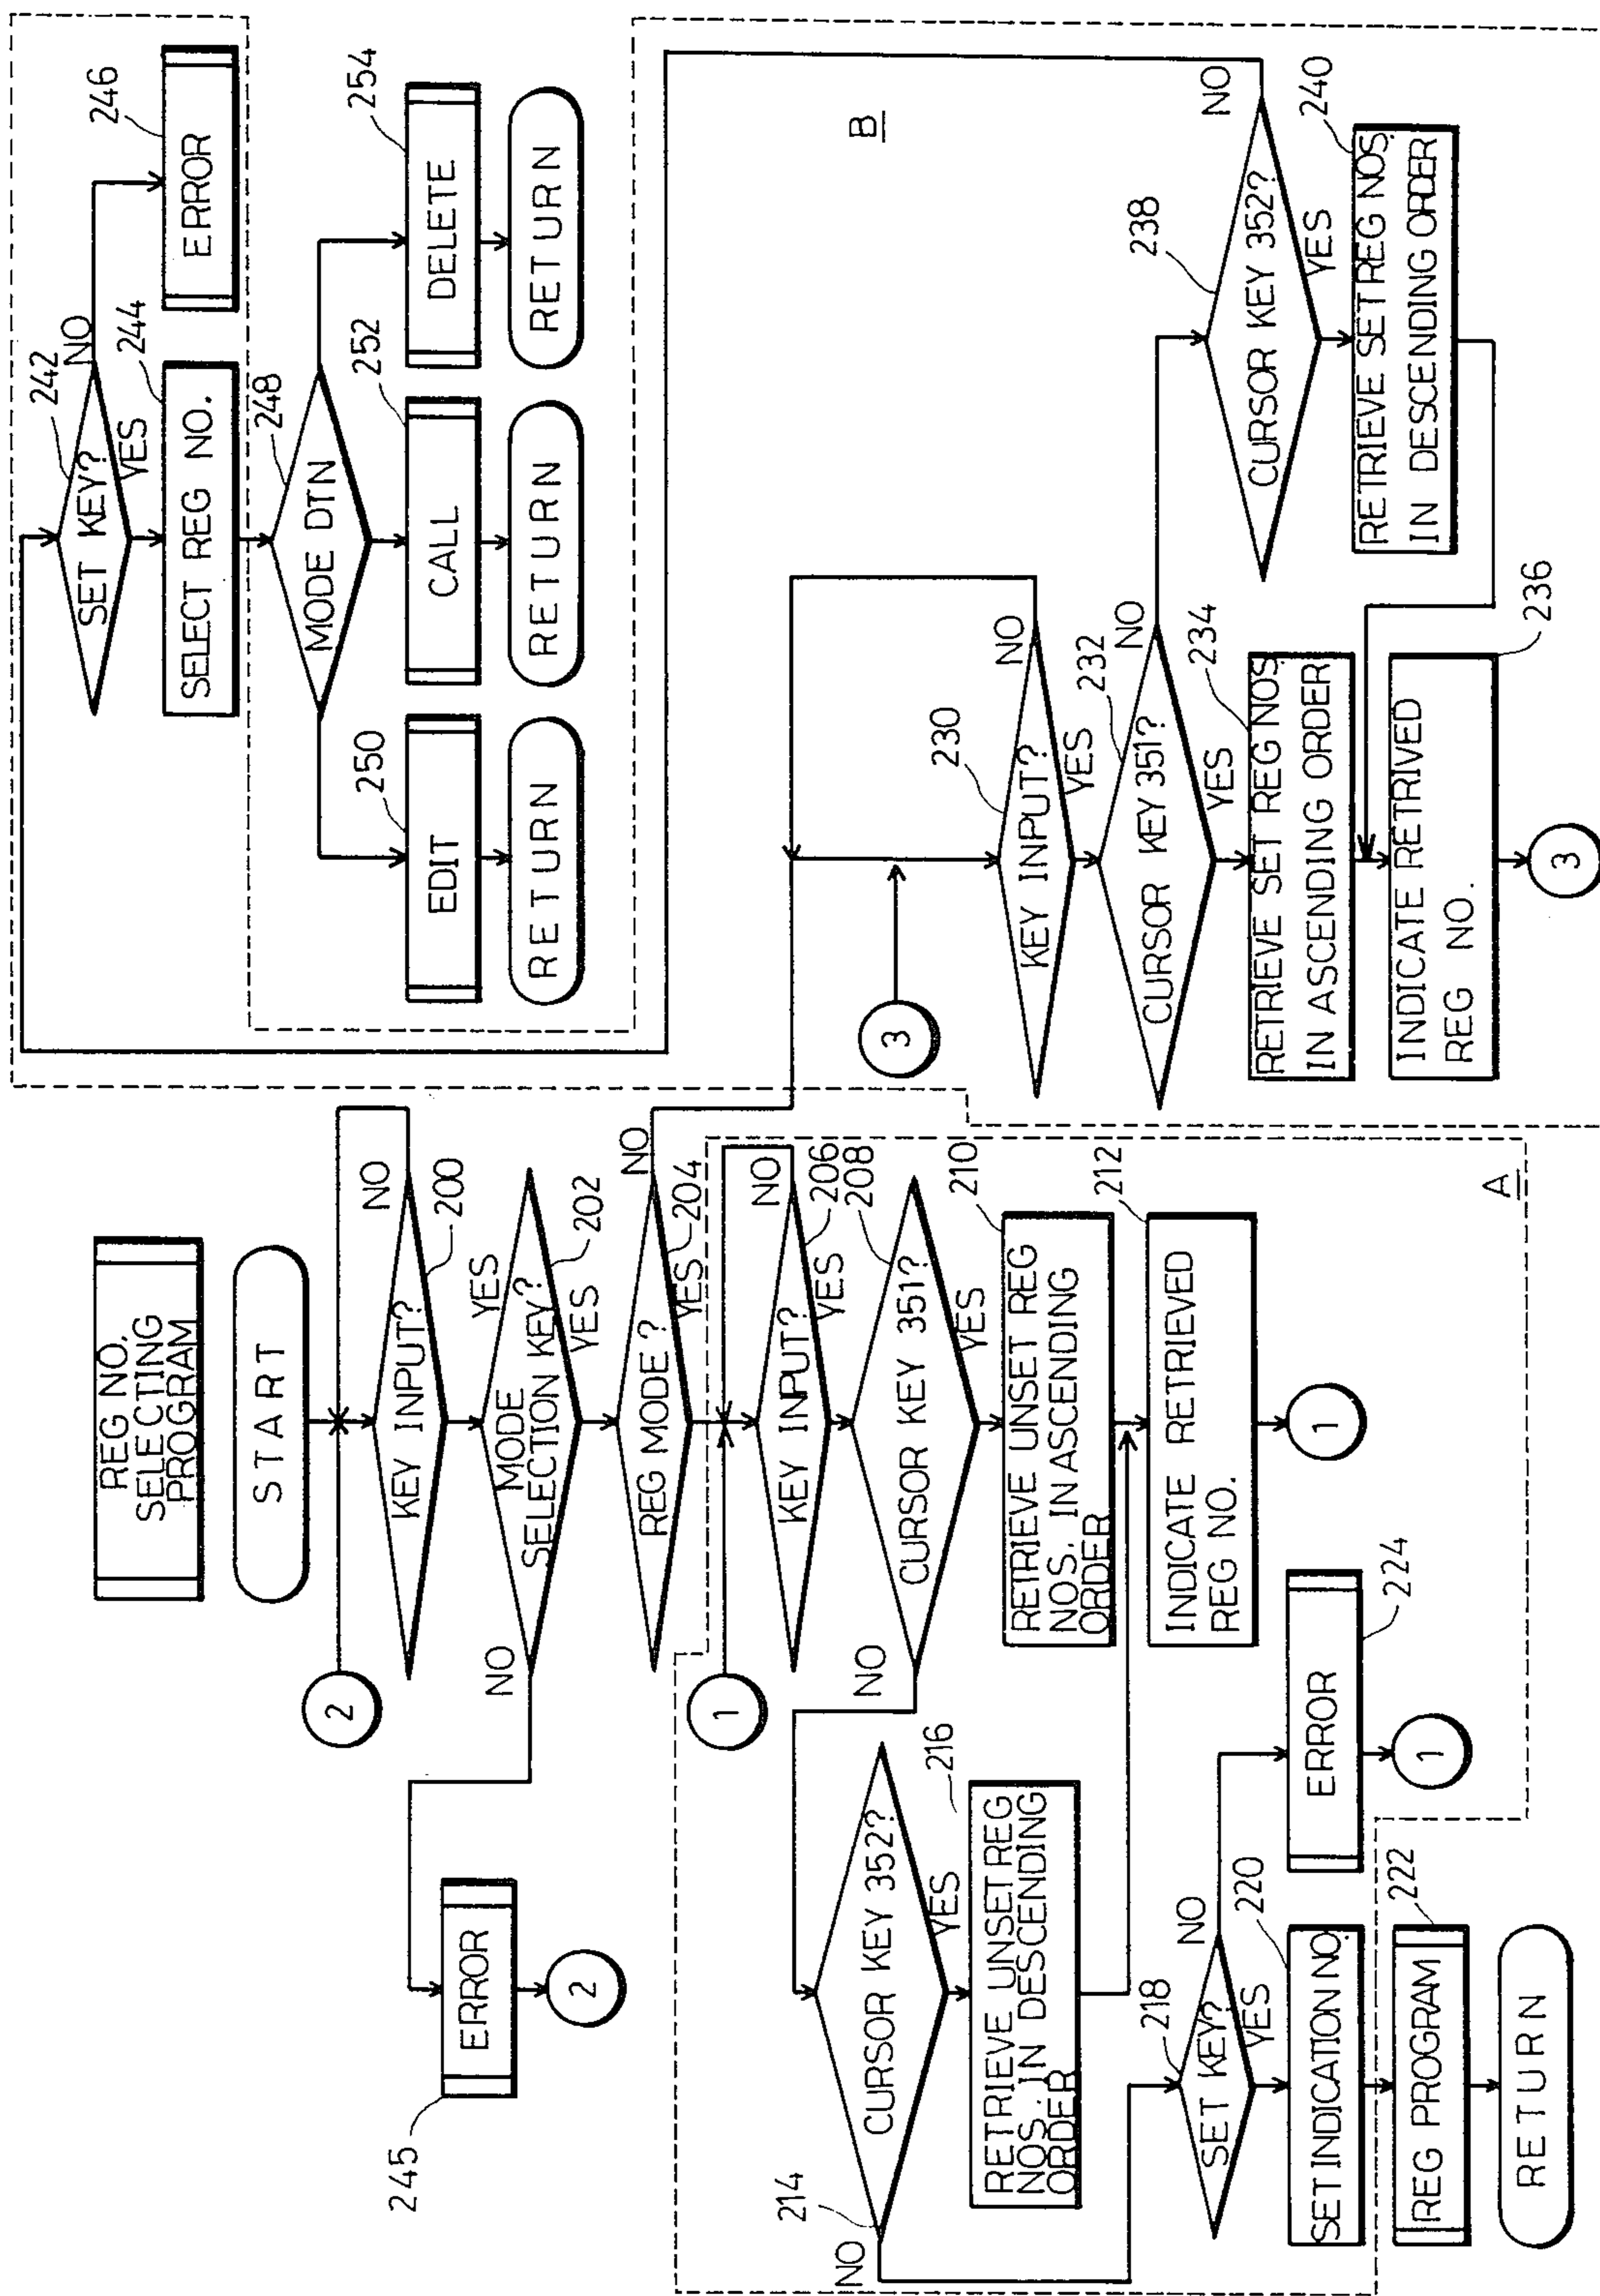 REG NO.
SELECTING
PROGRAM
START
2
KEY INPUT?
200
NO
YES
MODE
SELECTION KEY?
202
NO
YES
245
ERROR
2
REG MODE?
204
NO
YES
1
KEY INPUT?
206
NO
YES
CURSOR KEY 351?
208
NO
YES
RETRIEVE UNSET REG
NOS. IN ASCENDING
ORDER
210
INDICATE RETRIEVED
REG NO.
212
1
214
CURSOR KEY 352?
NO
YES
216
RETRIEVE UNSET REG
NOS. IN DESCENDING
ORDER
SET KEY?
218
NO
YES
SET INDICATION NO.
220
ERROR
224
1
REG PROGRAM
222
RETURN
A
3
KEY INPUT?
230
NO
YES
CURSOR KEY 351?
232
NO
YES
RETRIEVE SET REG NOS.
IN ASCENDING ORDER
234
INDICATE RETRIVED
REG NO.
236
3
CURSOR KEY 352?
238
NO
YES
RETRIEVE SET REG NOS.
IN DESCENDING ORDER
240
B
SET KEY?
242
NO
YES
SELECT REG NO.
244
ERROR
246
MODE DTN
248
EDIT
250
RETURN
CALL
252
RETURN
DELETE
254
RETURN